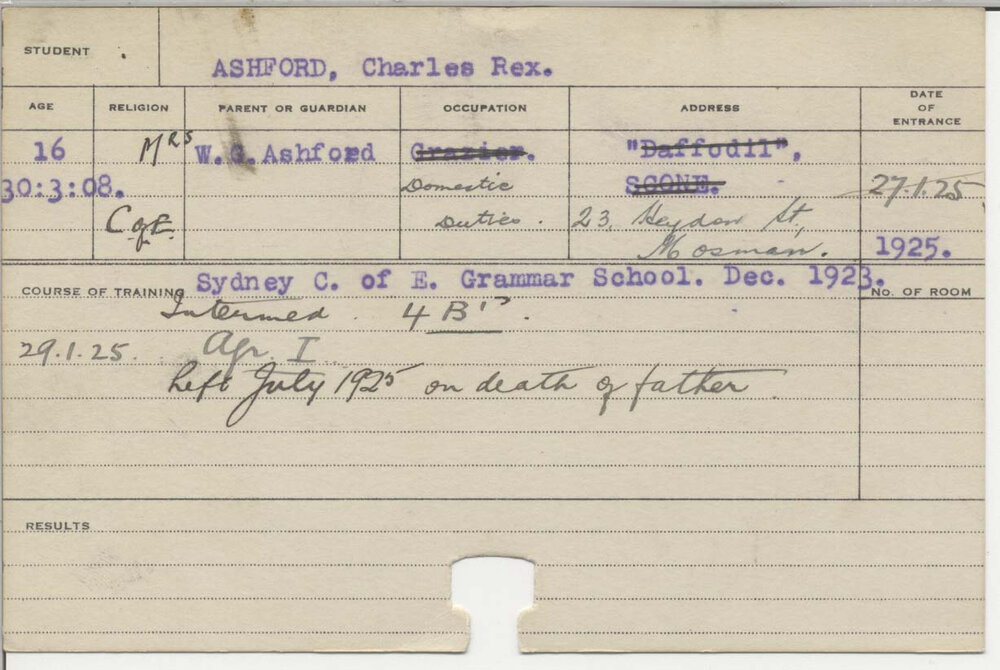 STUDENT
ASHFORD, Charles Rex.
AGE RELIGION PARENT OR GUARDIAN OCCUPATION ADDRESS DATE OF ENTRANCE
16 Mrs W.G. Ashford Grazier. "Daffodil",
30:3:08. Domestic SCONE. 27.1.25
C of E. Duties. 23, Heydon St,
Mosman. 1925.
COURSE OF TRAINING Sydney C. of E. Grammar School. Dec. 1923. No. OF ROOM
Intermed. 4 B's.
29.1.25. Agr. I
Left July 1925 on death of father.
RESULTS